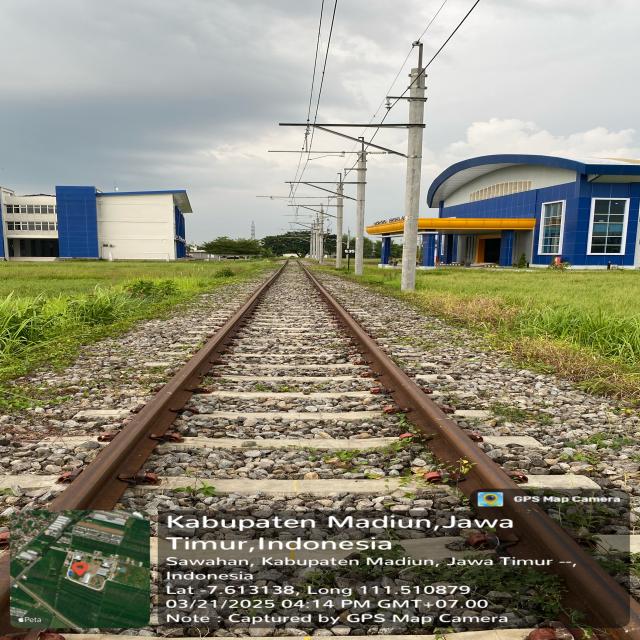 GPS Map Camera
Kabupaten Madiun,Jawa
Timur,Indonesia
Sawahan, Kabupaten Madiun, Jawa Timur --,
Indonesia
Lat -7.613138, Long 111.510879
03/21/2025 04:14 PM GMT+07.00
Note : Captured by GPS Map Camera
Peta